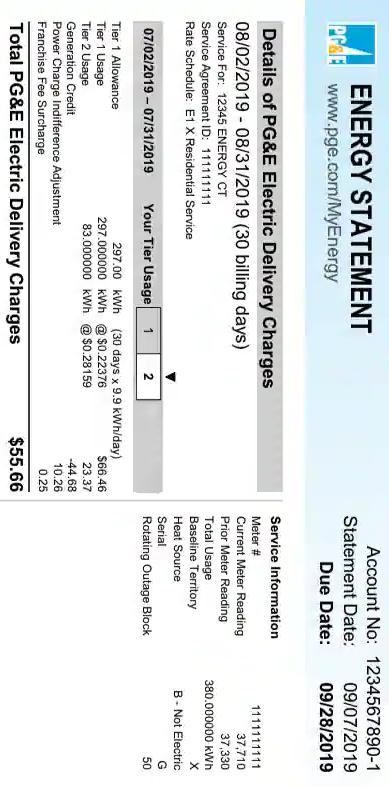 PG&E
ENERGY STATEMENT
www.pge.com/MyEnergy
Account No: 1234567890-1
Statement Date: 09/07/2019
Due Date: 09/28/2019
Details of PG&E Electric Delivery Charges
08/02/2019 - 08/31/2019 (30 billing days)
Service For: 12345 ENERGY CT
Service Agreement ID: 111111111
Rate Schedule: E1 X Residential Service
07/02/2019 – 07/31/2019 Your Tier Usage 1 2
Tier 1 Allowance 297.00 kWh (30 days x 9.9 kWh/day)
Tier 1 Usage 297.000000 kWh @ $0.22376 $66.46
Tier 2 Usage 83.000000 kWh @ $0.28159 23.37
Generation Credit -44.68
Power Charge Indifference Adjustment 10.26
Franchise Fee Surcharge 0.25
Total PG&E Electric Delivery Charges $55.66
Service Information
Meter # 1111111111
Current Meter Reading 37,710
Prior Meter Reading 37,330
Total Usage 380.000000 kWh
Baseline Territory X
Heat Source B - Not Electric
Serial G
Rotating Outage Block 50